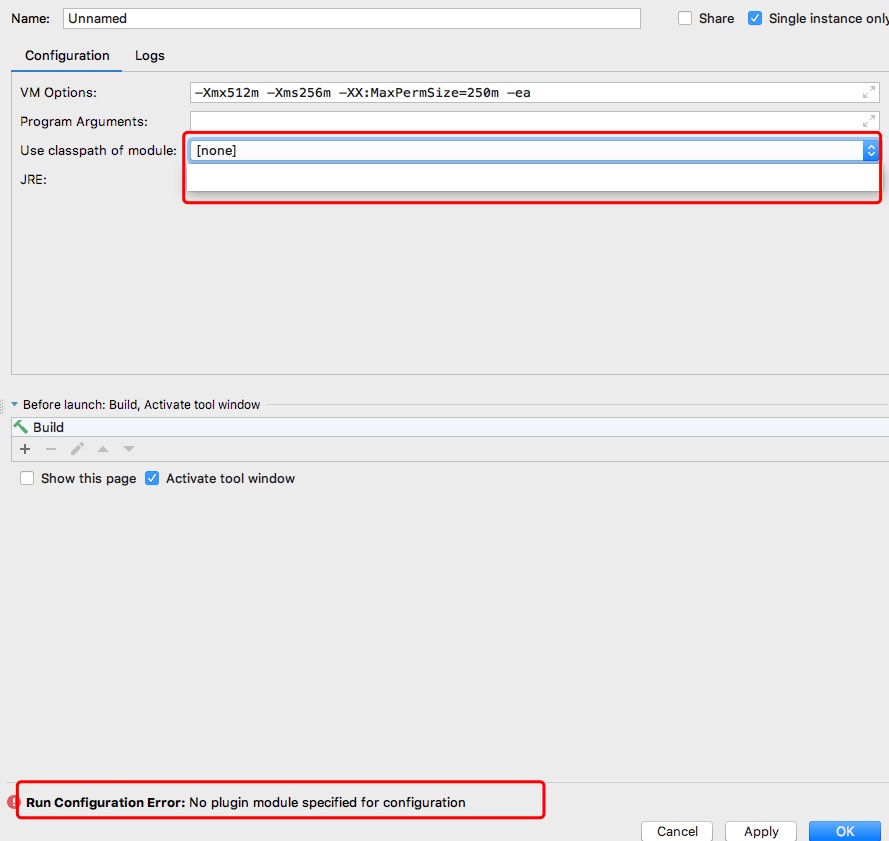 Name: Unnamed Share Single instance only
Configuration Logs
VM Options: -Xmx512m -Xms256m -XX:MaxPermSize=250m -ea
Program Arguments:
Use classpath of module: [none]
JRE:
Before launch: Build, Activate tool window
Build
Show this page Activate tool window
Run Configuration Error: No plugin module specified for configuration
Cancel Apply OK